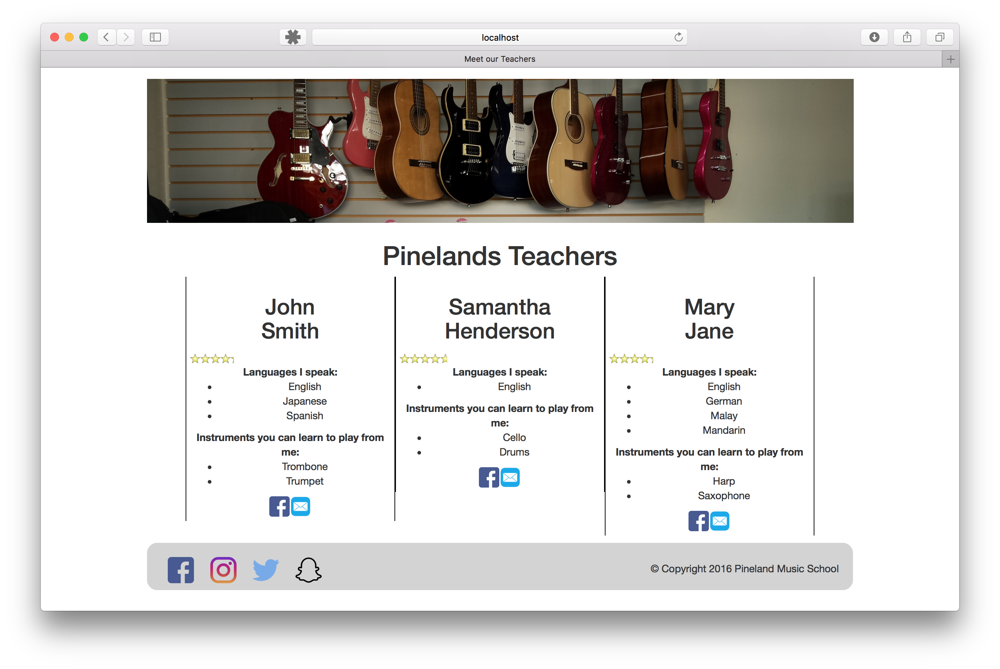 localhost
Meet our Teachers
Pinelands Teachers
John
Smith
Languages I speak:
English
Japanese
Spanish
Instruments you can learn to play from
me:
Trombone
Trumpet
Samantha
Henderson
Languages I speak:
English
Instruments you can learn to play from
me:
Cello
Drums
Mary
Jane
Languages I speak:
English
German
Malay
Mandarin
Instruments you can learn to play from
me:
Harp
Saxophone
© Copyright 2016 Pineland Music School